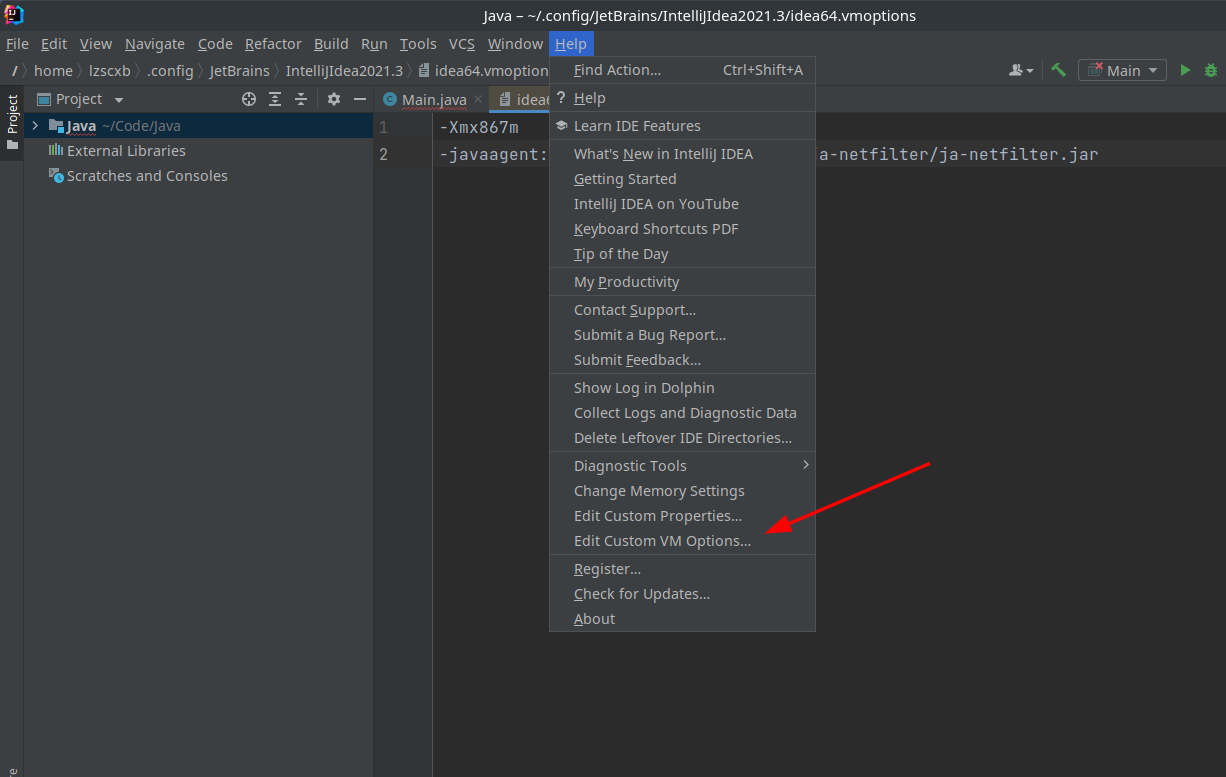 Java – ~/.config/JetBrains/IntelliJIdea2021.3/idea64.vmoptions
File Edit View Navigate Code Refactor Build Run Tools VCS Window Help
/ home lzscxb .config JetBrains IntelliJIdea2021.3 idea64.vmoption
Main
Project
Project
Main.java
idea6
Java ~/Code/Java
External Libraries
Scratches and Consoles
1 -Xmx867m
2 -javaagent: a-netfilter/ja-netfilter.jar
Find Action... Ctrl+Shift+A
? Help
Learn IDE Features
What's New in IntelliJ IDEA
Getting Started
IntelliJ IDEA on YouTube
Keyboard Shortcuts PDF
Tip of the Day
My Productivity
Contact Support...
Submit a Bug Report...
Submit Feedback...
Show Log in Dolphin
Collect Logs and Diagnostic Data
Delete Leftover IDE Directories...
Diagnostic Tools
Change Memory Settings
Edit Custom Properties...
Edit Custom VM Options...
Register...
Check for Updates...
About